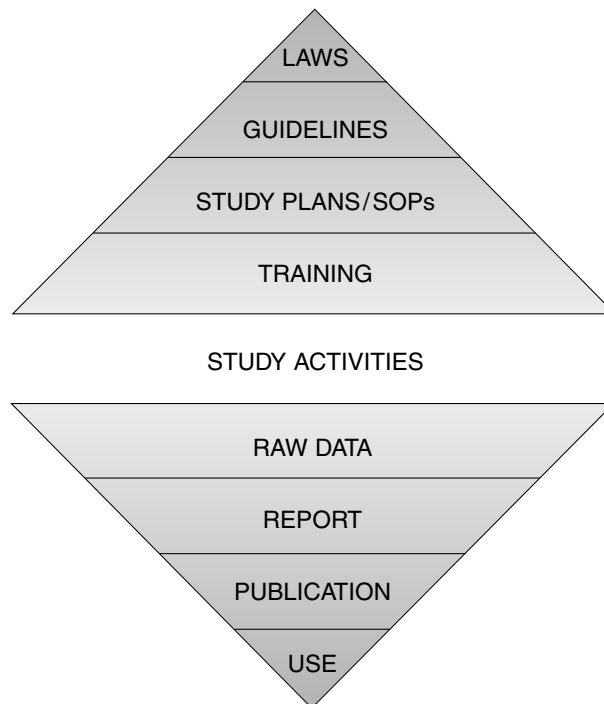 LAWS
GUIDELINES
STUDY PLANS/SOPs
TRAINING
STUDY ACTIVITIES
RAW DATA
REPORT
PUBLICATION
USE